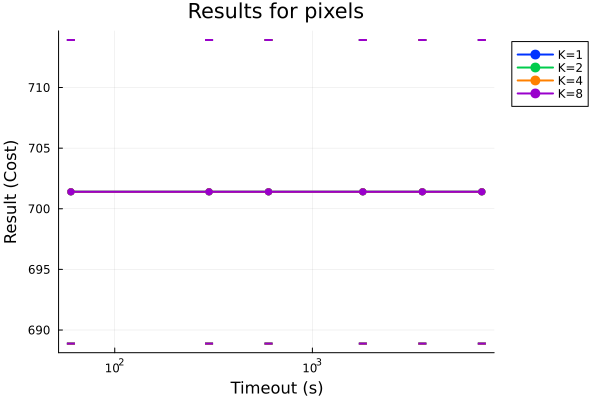 Results for pixels
K=1
K=2
K=4
K=8
710
705
700
695
690
Result (Cost)
10²
10³
Timeout (s)